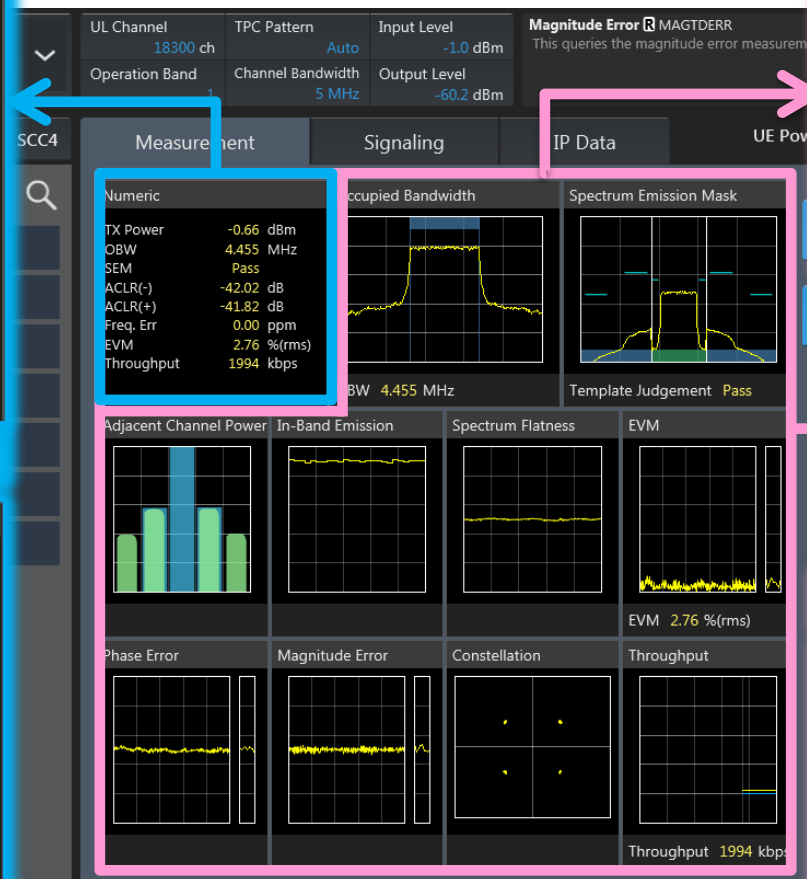 UL Channel
18300 ch
TPC Pattern
Auto
Input Level
-1.0 dBm
Magnitude Error R MAGTDERR
This queries the magnitude error measurem
Operation Band
1
Channel Bandwidth
5 MHz
Output Level
-60.2 dBm
SCC4
Measurement
Signaling
IP Data
UE Pow
Numeric
TX Power -0.66 dBm
OBW 4.455 MHz
SEM Pass
ACLR(-) -42.02 dB
ACLR(+) -41.82 dB
Freq. Err 0.00 ppm
EVM 2.76 %(rms)
Throughput 1994 kbps
ccupied Bandwidth
BW 4.455 MHz
Spectrum Emission Mask
Template Judgement Pass
Adjacent Channel Power
In-Band Emission
Spectrum Flatness
EVM
EVM 2.76 %(rms)
Phase Error
Magnitude Error
Constellation
Throughput
Throughput 1994 kbps